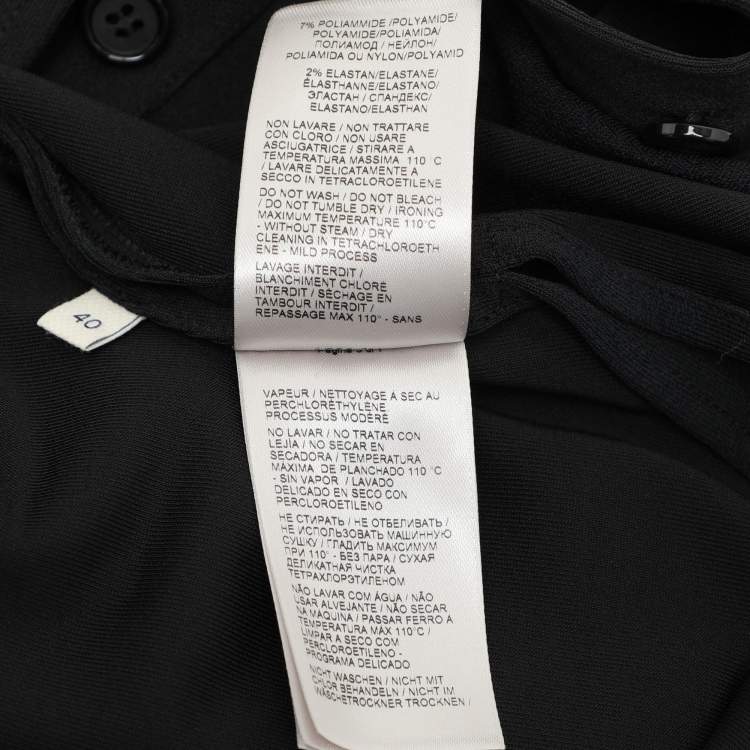 7% POLIAMMIDE /POLYAMIDE/
POLYAMIDE/POLIAMIDA/
ПОЛИАМОД / НЕЙЛОН/
POLIAMIDA OU NYLON/POLYAMID
2% ELASTAN/ELASTANE/
ÉLASTHANNE/ELASTANO/
ЭЛАСТАН / СПАНДЕКС/
ELASTANO/ELASTHAN
NON LAVARE / NON TRATTARE
CON CLORO / NON USARE
ASCIUGATRICE / STIRARE A
TEMPERATURA MASSIMA 110°C
/ LAVARE DELICATAMENTE A
SECCO IN TETRACLOROETILENE
DO NOT WASH / DO NOT BLEACH
/ DO NOT TUMBLE DRY / IRONING
MAXIMUM TEMPERATURE 110°C
- WITHOUT STEAM / DRY
CLEANING IN TETRACHLOROETH
ENE - MILD PROCESS
LAVAGE INTERDIT /
BLANCHIMENT CHLORÉ
INTERDIT / SÉCHAGE EN
TAMBOUR INTERDIT /
REPASSAGE MAX 110° - SANS
40
VAPEUR / NETTOYAGE À SEC AU
PERCHLORÉTHYLÈNE
PROCESSUS MODÉRÉ
NO LAVAR / NO TRATAR CON
LEJÍA / NO SECAR EN
SECADORA / TEMPERATURA
MÁXIMA DE PLANCHADO 110 °C
- SIN VAPOR / LAVADO
DELICADO EN SECO CON
PERCLOROETILENO
НЕ СТИРАТЬ / НЕ ОТБЕЛИВАТЬ /
НЕ ИСПОЛЬЗОВАТЬ МАШИННУЮ
СУШКУ / ГЛАДИТЬ МАКСИМУМ
ПРИ 110° - БЕЗ ПАРА / СУХАЯ
ДЕЛИКАТНАЯ ЧИСТКА
ТЕТРАХЛОРЭТИЛЕНОМ
NÃO LAVAR COM ÁGUA / NÃO
USAR ALVEJANTE / NÃO SECAR
NA MÁQUINA / PASSAR FERRO A
TEMPERATURA MÁX 110°C /
LIMPAR A SECO COM
PERCLOROETILENO -
PROGRAMA DELICADO
NICHT WASCHEN / NICHT MIT
CHLOR BEHANDELN / NICHT IM
WÄSCHETROCKNER TROCKNEN /